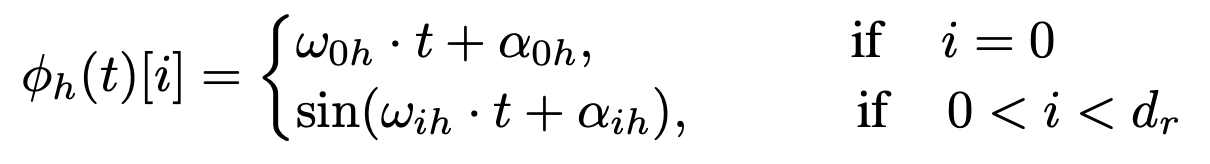 ϕ_h(t)[i] = { ω_{0h} · t + α_{0h}, if i = 0
sin(ω_{ih} · t + α_{ih}), if 0 < i < d_r